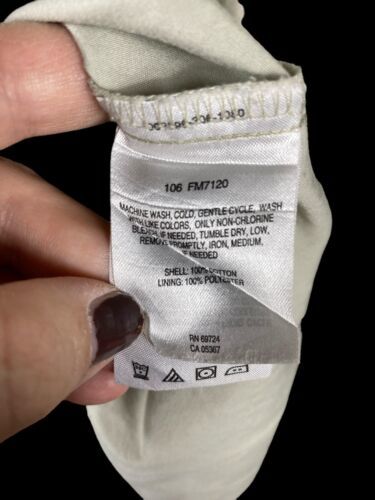 106 FM7120
MACHINE WASH, COLD, GENTLE CYCLE, WASH
WITH LIKE COLORS, ONLY NON-CHLORINE
BLEACH, IF NEEDED, TUMBLE DRY, LOW,
REMOVE PROMPTLY, IRON, MEDIUM,
IF NEEDED
SHELL: 100% COTTON
LINING: 100% POLYESTER
RN 69724
CA 05367